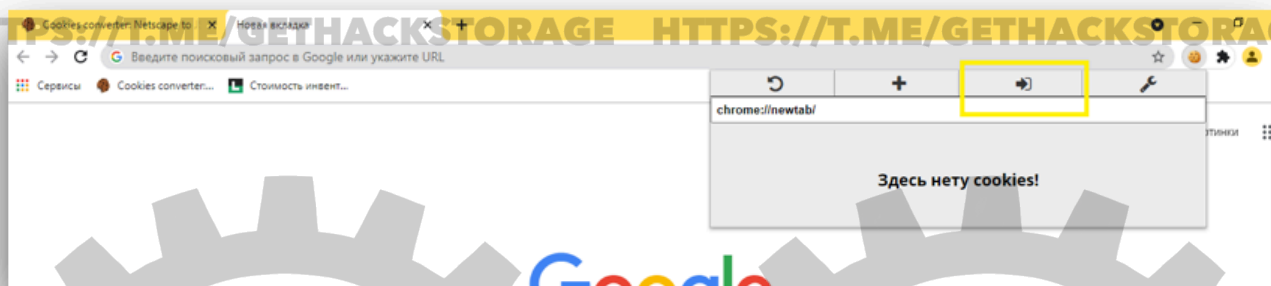 Cookies converter: Netscape to
Новая вкладка
HTTPS://T.ME/GETHACKSTORAGE HTTPS://T.ME/GETHACKSTORAG
Введите поисковый запрос в Google или укажите URL
Сервисы Cookies converter:... Стоимость инвент...
chrome://newtab/
Здесь нету cookies!
Google